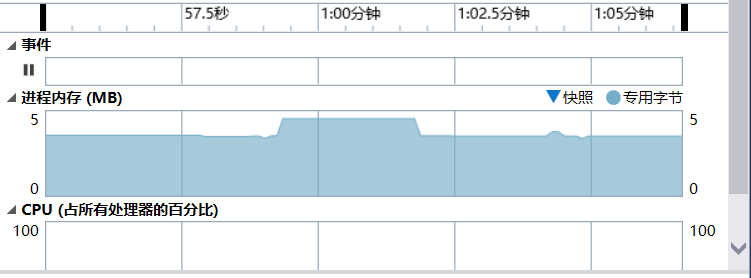 57.5秒 1:00分钟 1:02.5分钟 1:05分钟
事件
进程内存 (MB) 快照 专用字节
5 5
0 0
CPU (占所有处理器的百分比)
100 100